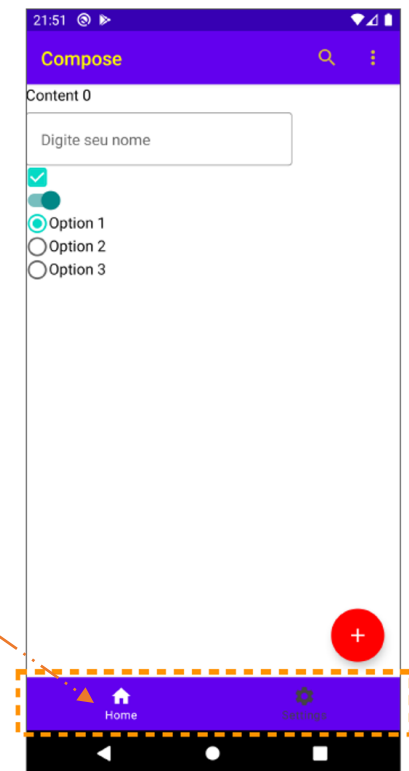 21:51
Compose
Content 0
Digite seu nome
Option 1
Option 2
Option 3
+
Home
Settings